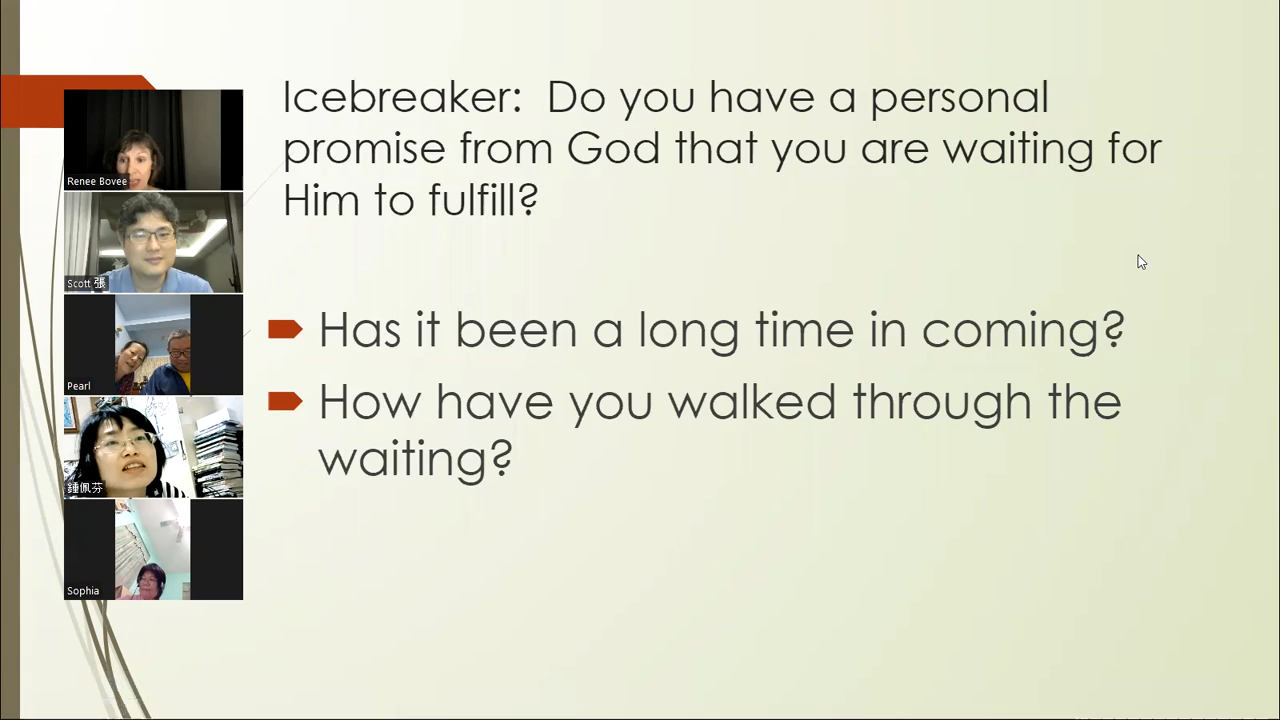 Icebreaker:  Do you have a personal
promise from God that you are waiting for
Him to fulfill?
Has it been a long time in coming?
How have you walked through the
waiting?
Renee Bovee
Scott 張
Pearl
鍾佩芬
Sophia